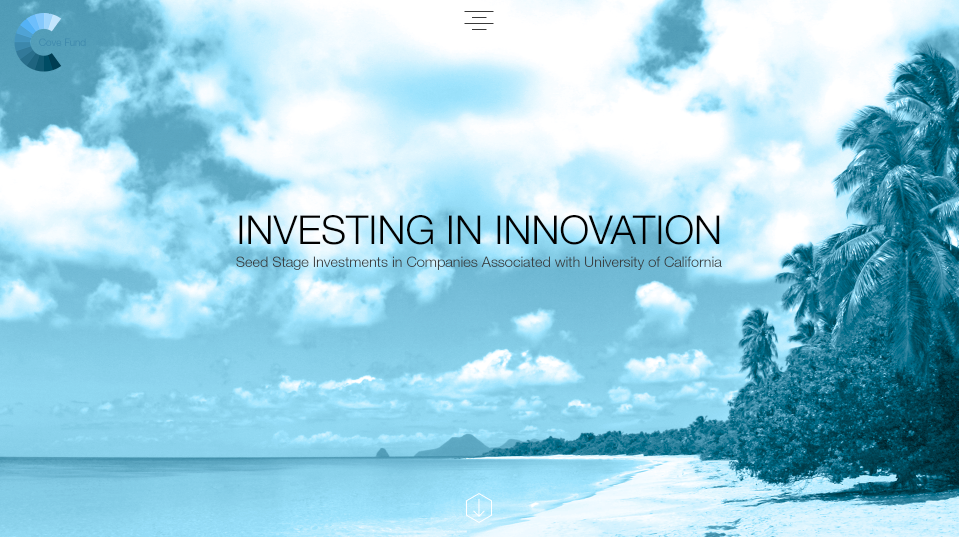 Cove Fund
INVESTING IN INNOVATION
Seed Stage Investments in Companies Associated with University of California